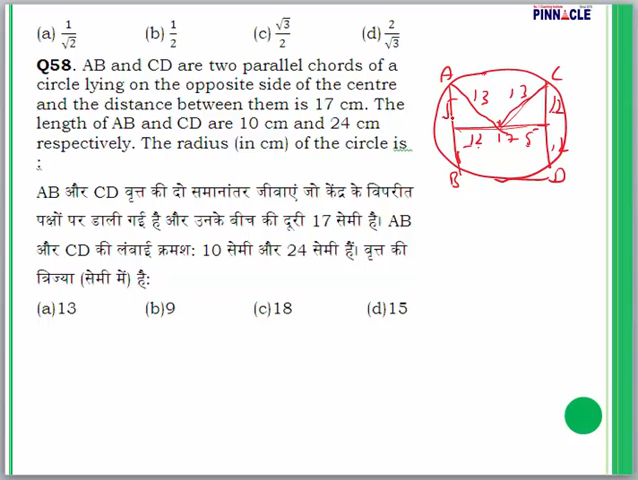 PINNACLE
(a) 1/√2 (b) 1/2 (c) √3/2 (d) 2/√3
Q58. AB and CD are two parallel chords of a
circle lying on the opposite side of the centre
and the distance between them is 17 cm. The
length of AB and CD are 10 cm and 24 cm
respectively. The radius (in cm) of the circle is
:
AB और CD वृत्त की दो समानांतर जीवाएं जो केंद्र के विपरीत
पक्षों पर डाली गई है और उनके बीच की दूरी 17 सेमी है। AB
और CD की लंबाई क्रमश: 10 सेमी और 24 सेमी हैं। वृत्त की
त्रिज्या (सेमी में) है:
(a)13 (b)9 (c)18 (d)15
A C
13 13
5 12
12 17 5 12
B D